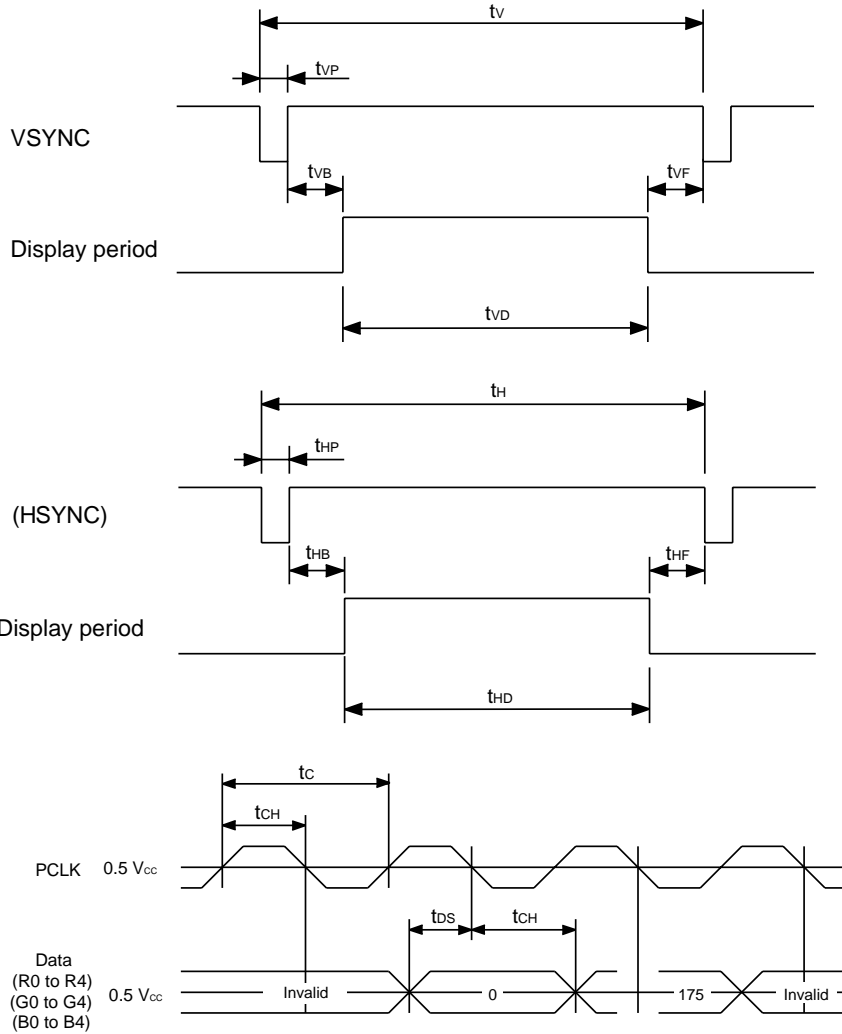 tV
tVP
VSYNC
tVB
tVF
Display period
tVD
tH
tHP
(HSYNC)
tHB
tHF
Display period
tHD
tC
tCH
PCLK 0.5 Vcc
tDS
tCH
Data
(R0 to R4)
(G0 to G4)
(B0 to B4)
0.5 Vcc
Invalid
0
175
Invalid